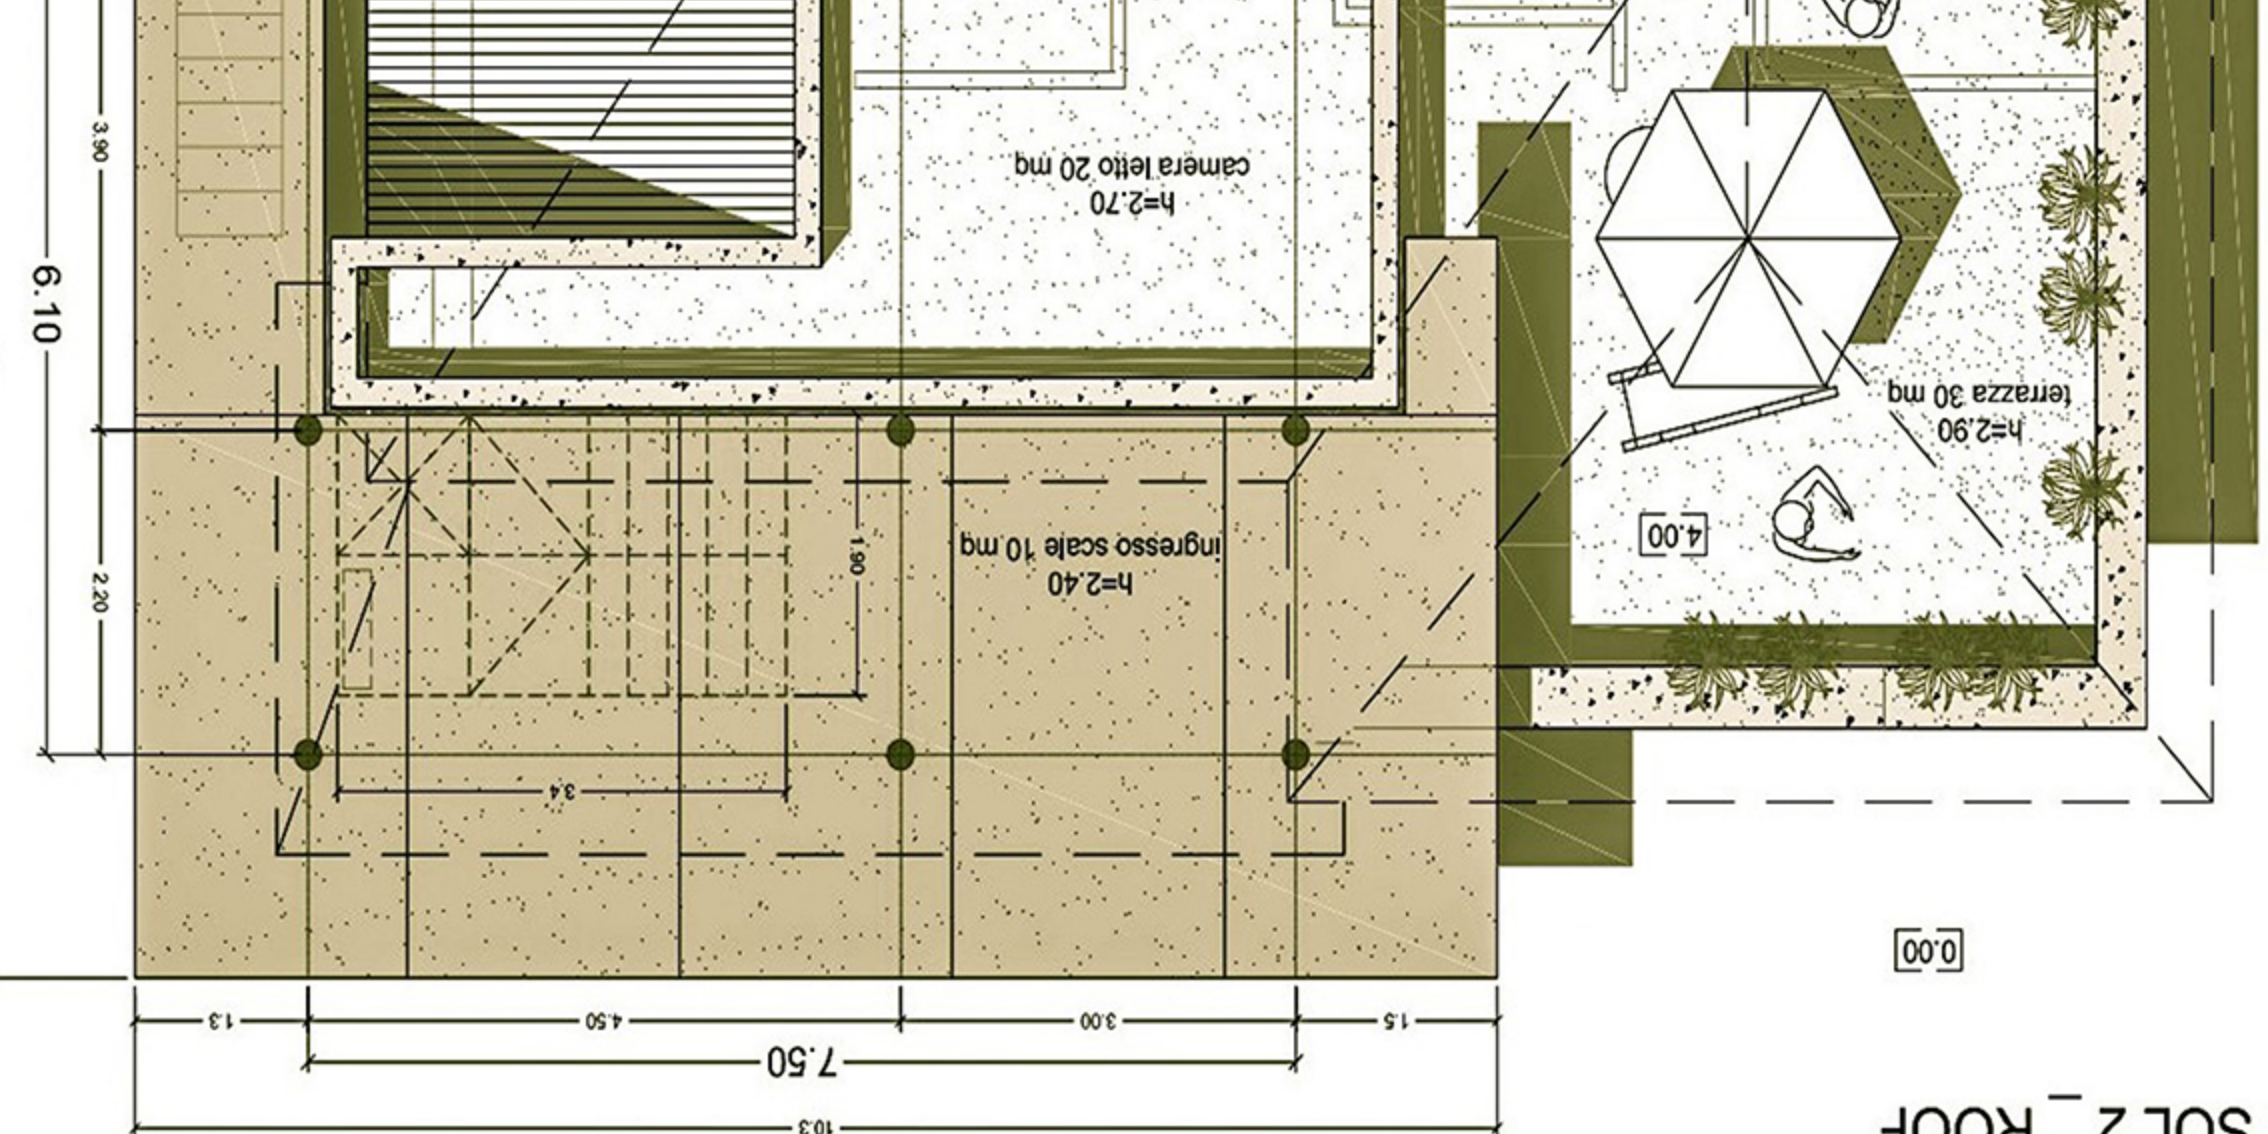 3.90
6.10
2.20
camera letto 20 mq
h=2.70
terrazza 30 mq
h=2,90
4.00
ingresso scale 10 mq
h=2.40
1.90
3.4
0.00
1.3
4.50
3.00
1.5
7.50
10.3
SOL 2 _ ROOF